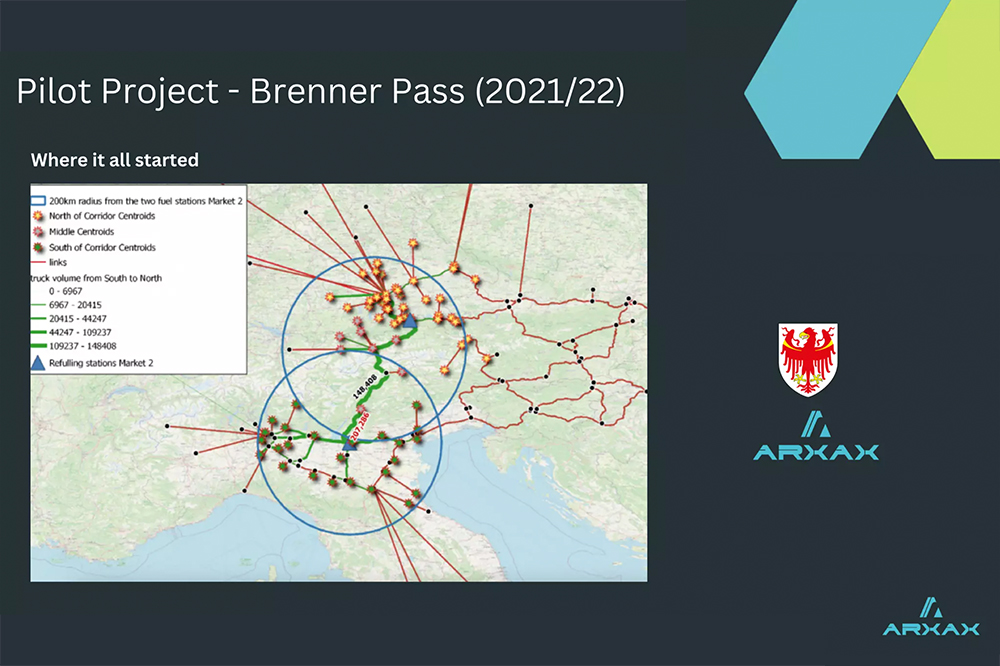 Pilot Project - Brenner Pass (2021/22)
Where it all started
200km radius from the two fuel stations Market 2
North of Corridor Centroids
Middle Centroids
South of Corridor Centroids
links
truck volume from South to North
0 - 6967
6967 - 20415
20415 - 44247
44247 - 109237
109237 - 148408
Refulling stations Market 2
148,408
207,286
ARXAX
ARXAX